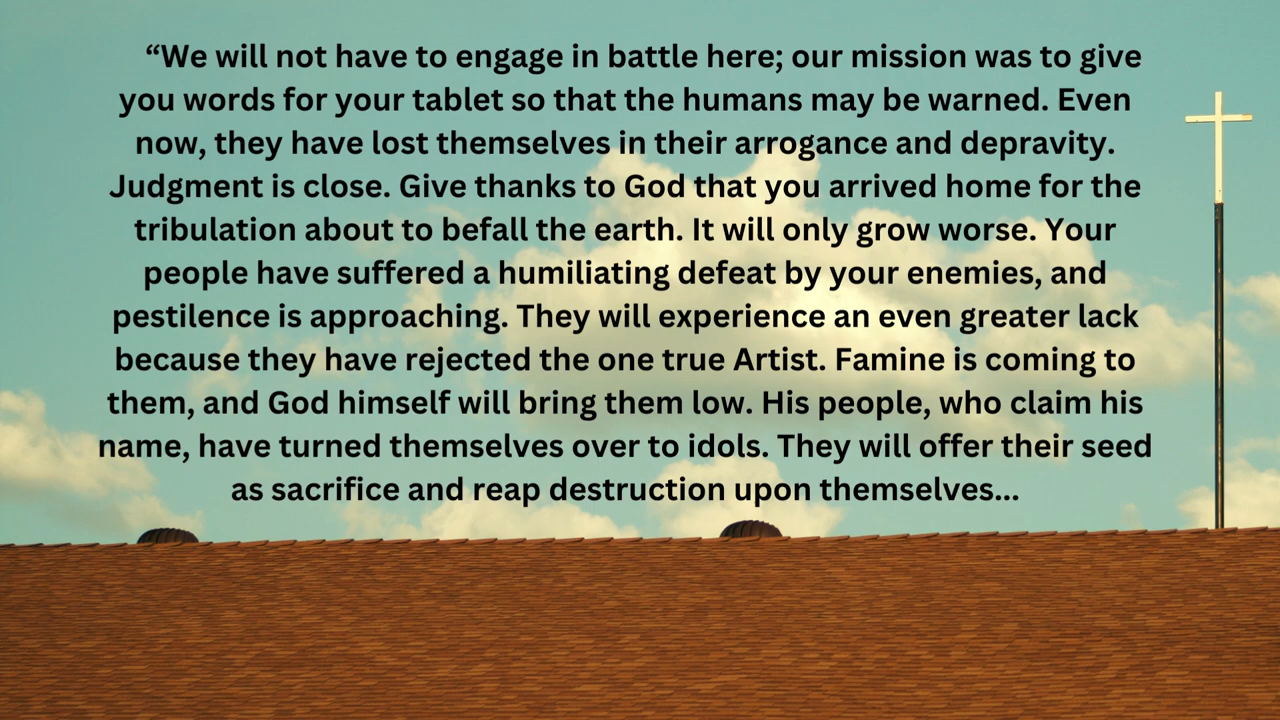 “We will not have to engage in battle here; our mission was to give
you words for your tablet so that the humans may be warned. Even
now, they have lost themselves in their arrogance and depravity.
Judgment is close. Give thanks to God that you arrived home for the
tribulation about to befall the earth. It will only grow worse. Your
people have suffered a humiliating defeat by your enemies, and
pestilence is approaching. They will experience an even greater lack
because they have rejected the one true Artist. Famine is coming to
them, and God himself will bring them low. His people, who claim his
name, have turned themselves over to idols. They will offer their seed
as sacrifice and reap destruction upon themselves...